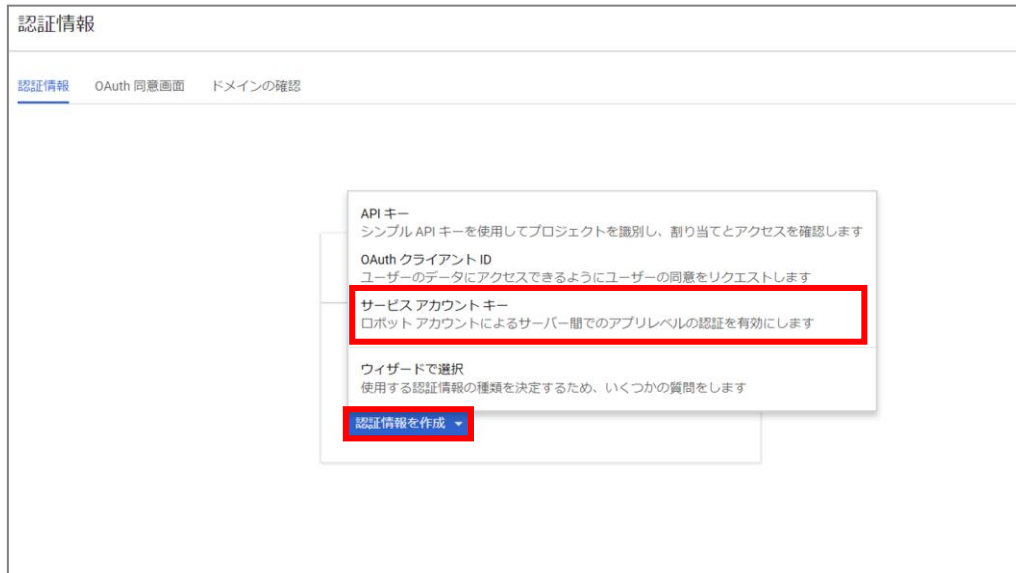 認証情報
認証情報 OAuth 同意画面 ドメインの確認
API キー
シンプル API キーを使用してプロジェクトを識別し、割り当てとアクセスを確認します
OAuth クライアント ID
ユーザーのデータにアクセスできるようにユーザーの同意をリクエストします
サービス アカウント キー
ロボット アカウントによるサーバー間でのアプリレベルの認証を有効にします
ウィザードで選択
使用する認証情報の種類を決定するため、いくつかの質問をします
認証情報を作成